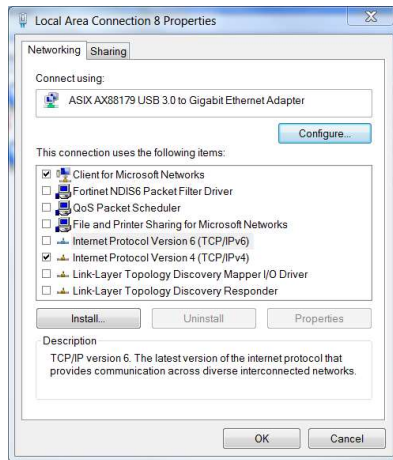 Local Area Connection 8 Properties
Networking
Sharing
Connect using:
ASIX AX88179 USB 3.0 to Gigabit Ethernet Adapter
Configure...
This connection uses the following items:
Client for Microsoft Networks
Fortinet NDIS6 Packet Filter Driver
QoS Packet Scheduler
File and Printer Sharing for Microsoft Networks
Internet Protocol Version 6 (TCP/IPv6)
Internet Protocol Version 4 (TCP/IPv4)
Link-Layer Topology Discovery Mapper I/O Driver
Link-Layer Topology Discovery Responder
Install...
Uninstall
Properties
Description
TCP/IP version 6. The latest version of the internet protocol that
provides communication across diverse interconnected networks.
OK
Cancel